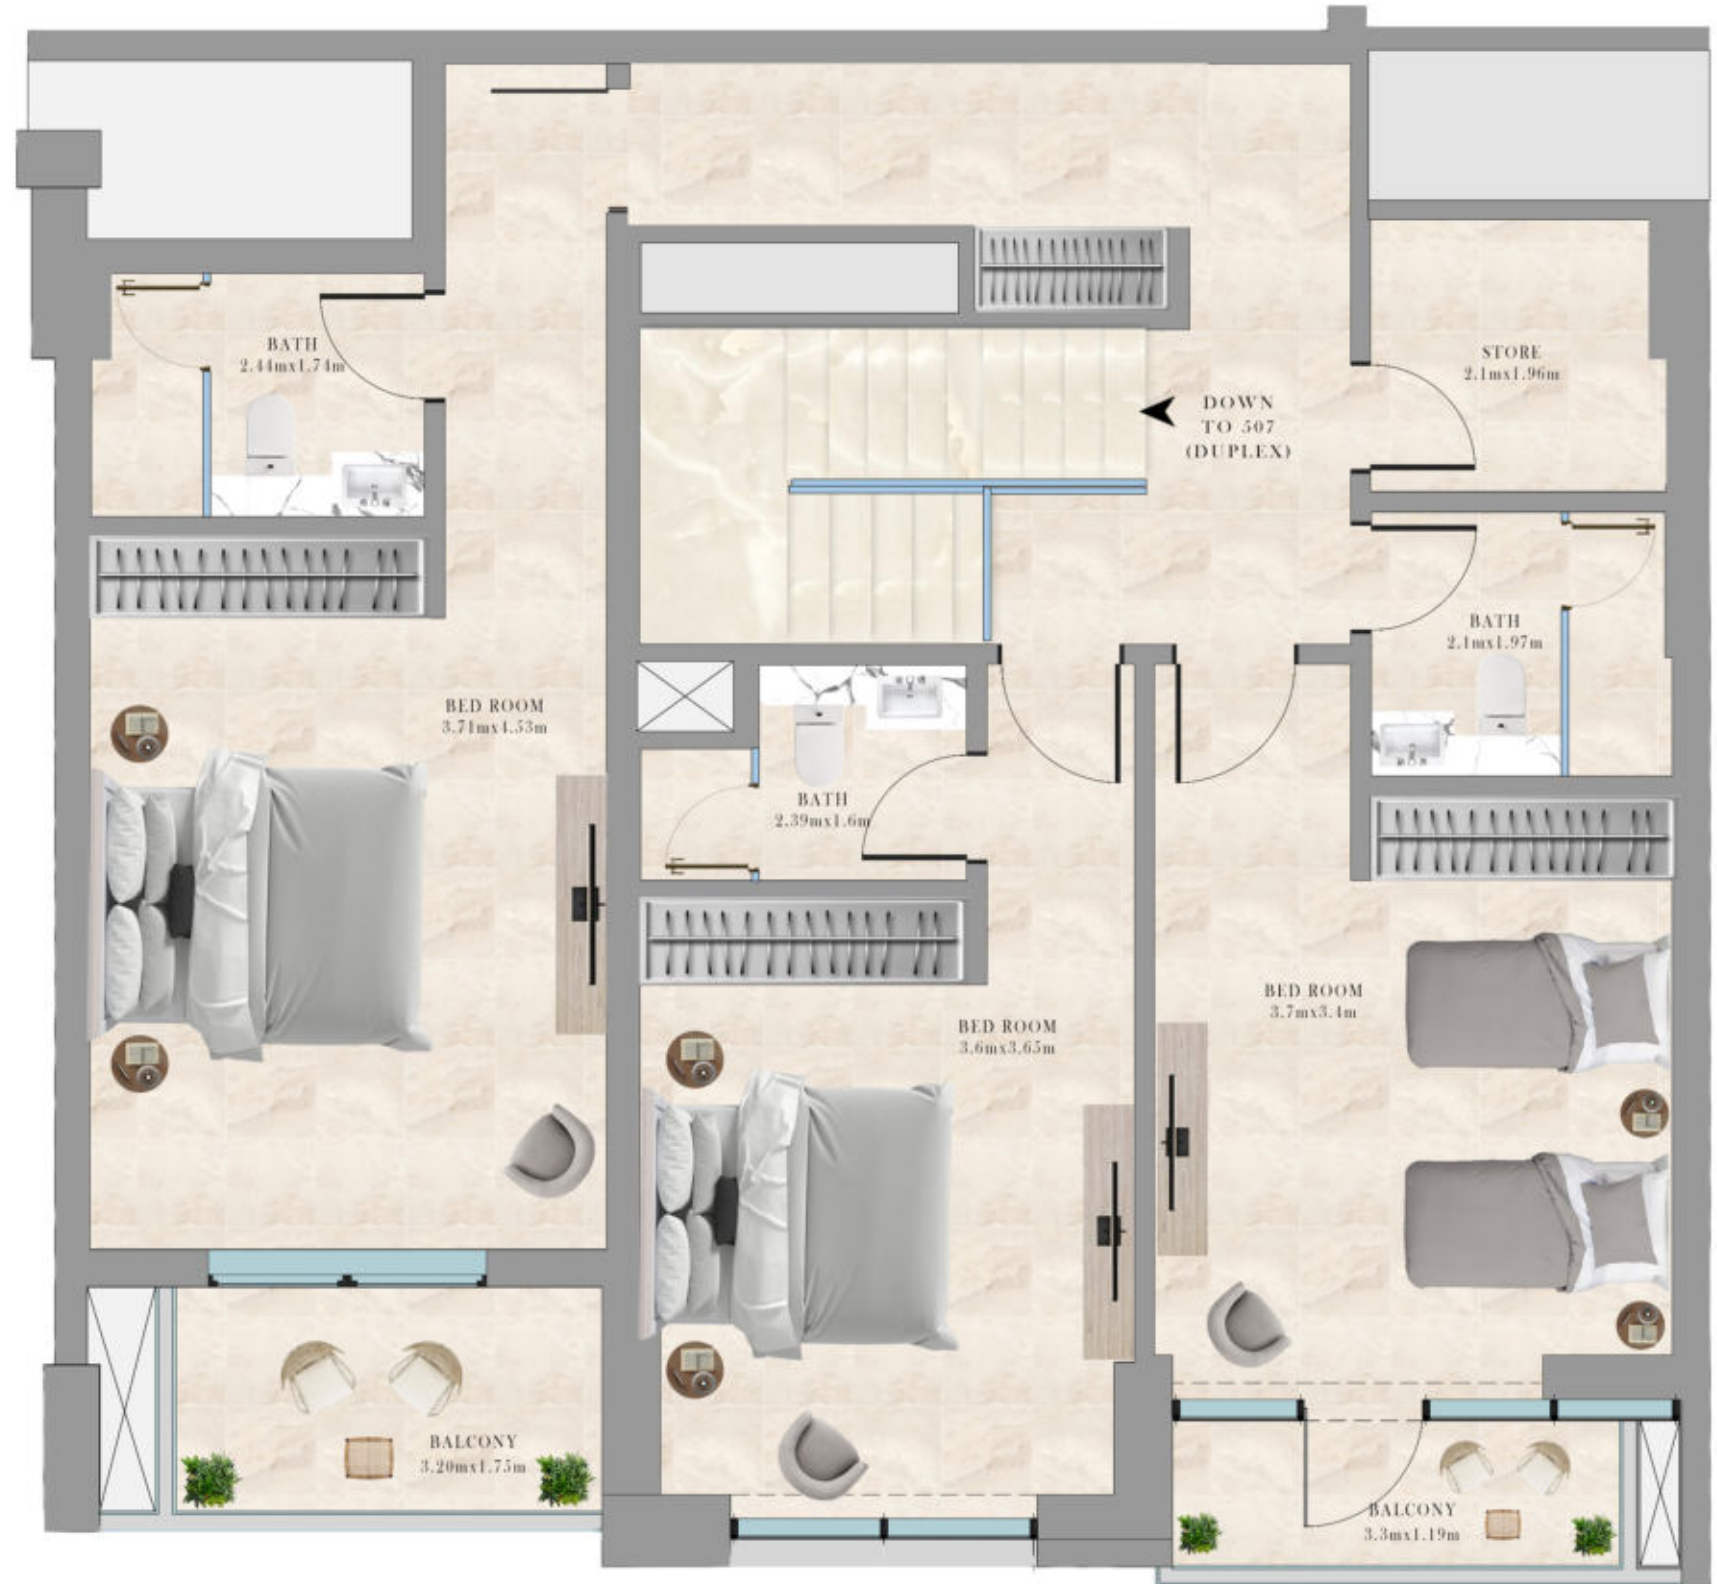 BATH
2.44mx1.74m
STORE
2.1mx1.96m
DOWN
TO 507
(DUPLEX)
BATH
2.1mx1.97m
BED ROOM
3.71mx4.53m
BATH
2.39mx1.6m
BED ROOM
3.7mx3.4m
BED ROOM
3.6mx3.65m
BALCONY
3.20mx1.75m
BALCONY
3.3mx1.19m